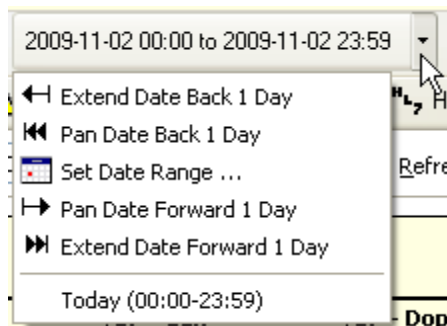 2009-11-02 00:00 to 2009-11-02 23:59
H L 7 H
Extend Date Back 1 Day
Pan Date Back 1 Day
Set Date Range ...
Refre
Pan Date Forward 1 Day
Extend Date Forward 1 Day
Today (00:00-23:59)
- Dop